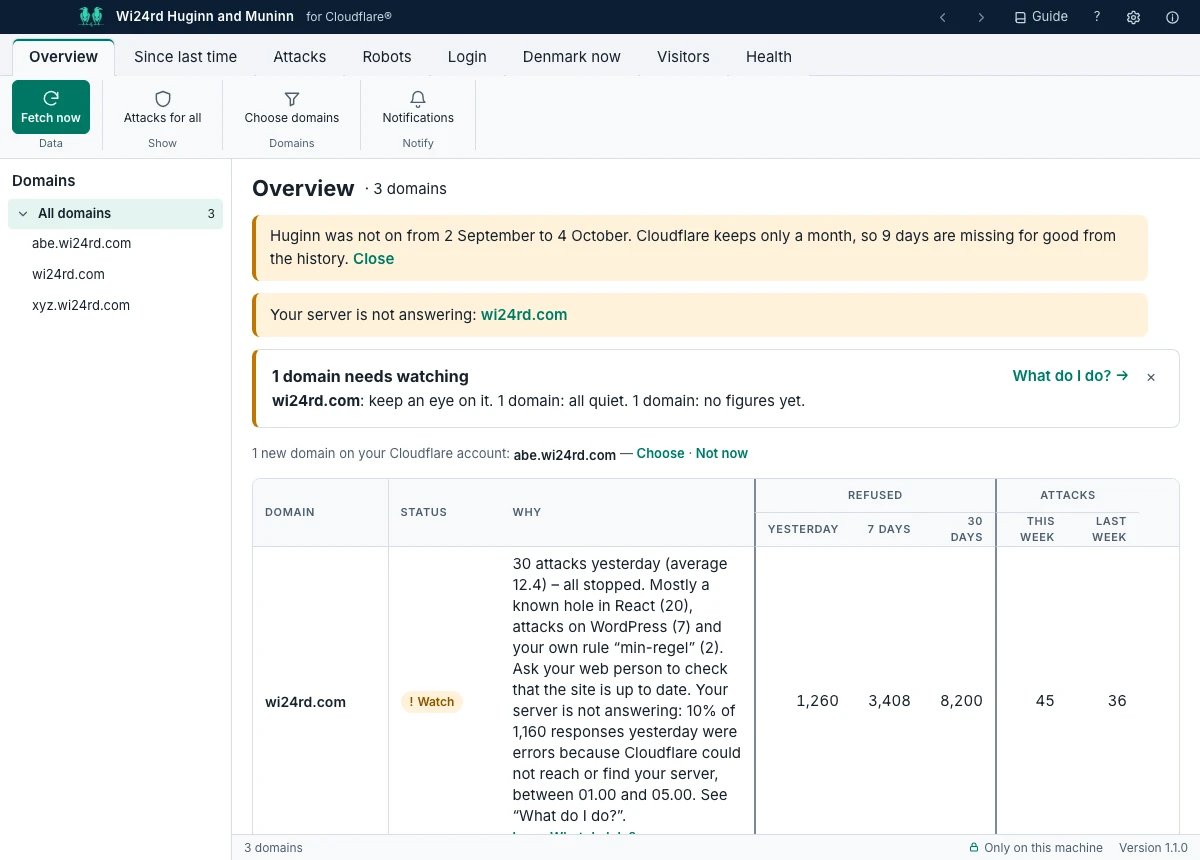 Wi24rd Huginn and Muninn for Cloudflare®
Guide ?
Overview Since last time Attacks Robots Login Denmark now Visitors Health
Fetch now Attacks for all Choose domains Notifications
Data Show Domains Notify
Domains
All domains 3
abe.wi24rd.com
wi24rd.com
xyz.wi24rd.com
Overview · 3 domains
Huginn was not on from 2 September to 4 October. Cloudflare keeps only a month, so 9 days are missing for good from
the history. Close
Your server is not answering: wi24rd.com
1 domain needs watching What do I do? → ×
wi24rd.com: keep an eye on it. 1 domain: all quiet. 1 domain: no figures yet.
1 new domain on your Cloudflare account: abe.wi24rd.com — Choose · Not now
REFUSED ATTACKS
DOMAIN STATUS WHY
YESTERDAY 7 DAYS 30 DAYS THIS WEEK LAST WEEK
30 attacks yesterday (average
12.4) – all stopped. Mostly a
known hole in React (20),
attacks on WordPress (7) and
your own rule “min-regel” (2).
Ask your web person to check
that the site is up to date. Your
wi24rd.com ! Watch server is not answering: 10% of 1,260 3,408 8,200 45 36
1,160 responses yesterday were
errors because Cloudflare could
not reach or find your server,
between 01.00 and 05.00. See
“What do I do?”.
3 domains Only on this machine Version 1.1.0